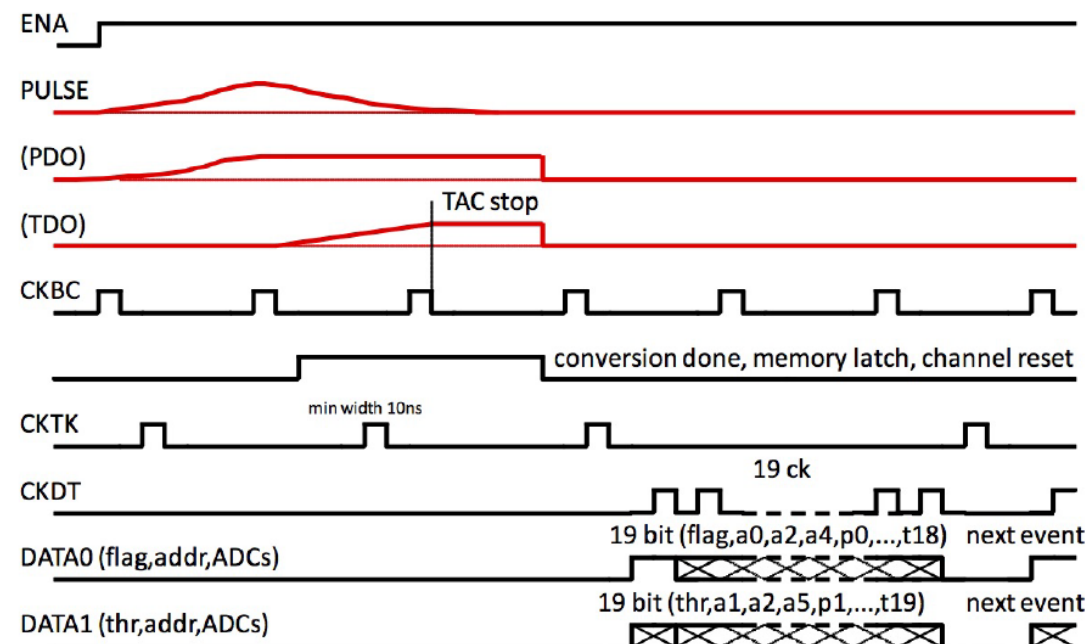 ENA
PULSE
(PDO)
TAC stop
(TDO)
CKBC
conversion done, memory latch, channel reset
min width 10ns
CKTK
19 ck
CKDT
19 bit (flag,a0,a2,a4,p0,...,t18) next event
DATA0 (flag,addr,ADCs)
19 bit (thr,a1,a2,a5,p1,...,t19) next event
DATA1 (thr,addr,ADCs)